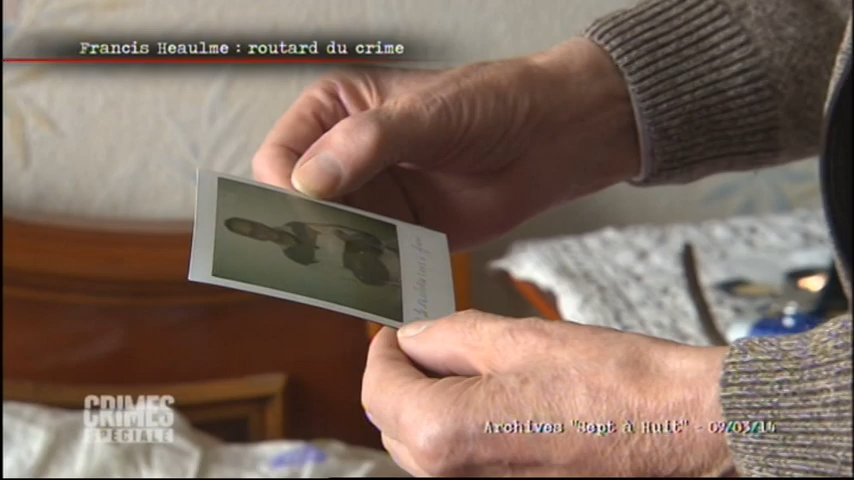 Francis Heaulme : routard du crime
CRIMES
SPECIALE
Archives "Sept à Huit" - 09/03/14